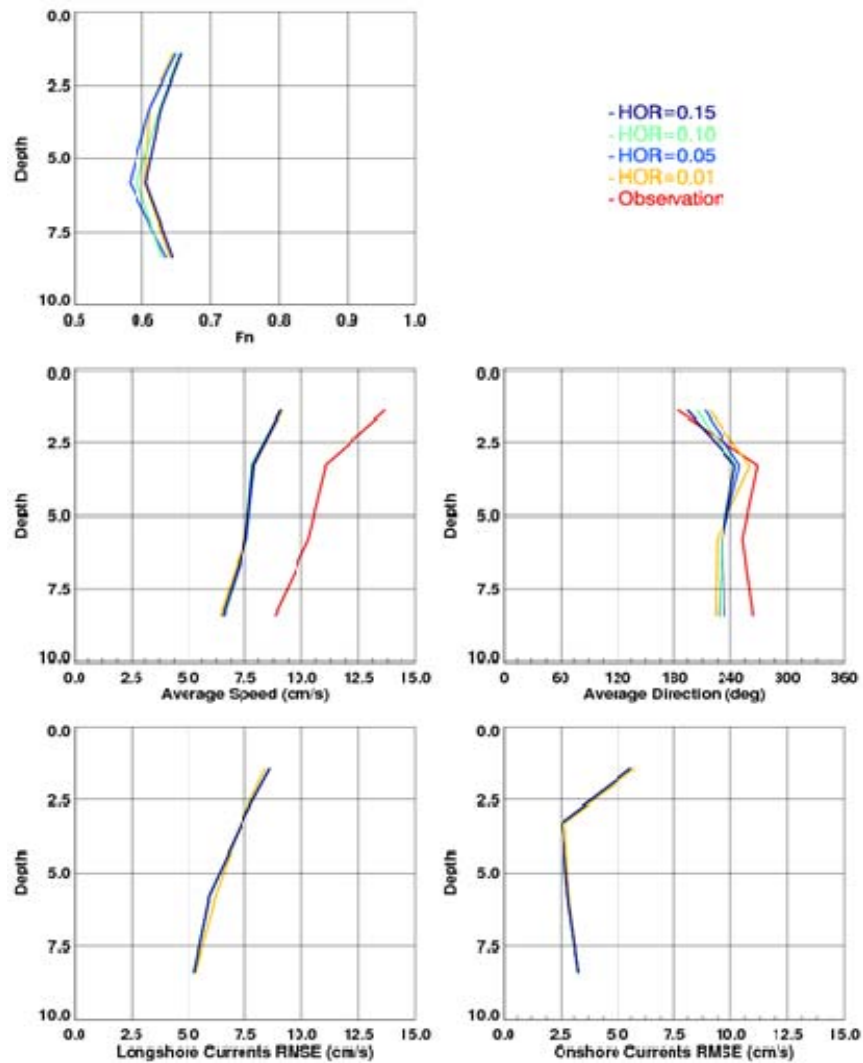 0.0
2.5
5.0
7.5
10.0
Depth
0.5 0.6 0.7 0.8 0.9 1.0
Fn
- HOR=0.15
- HOR=0.10
- HOR=0.05
- HOR=0.01
- Observation
0.0
2.5
5.0
7.5
10.0
Depth
0.0 2.5 5.0 7.5 10.0 12.5 15.0
Average Speed (cm/s)
0.0
2.5
5.0
7.5
10.0
Depth
0 60 120 180 240 300 360
Average Direction (deg)
0.0
2.5
5.0
7.5
10.0
Depth
0.0 2.5 5.0 7.5 10.0 12.5 15.0
Longshore Currents RMSE (cm/s)
0.0
2.5
5.0
7.5
10.0
Depth
0.0 2.5 5.0 7.5 10.0 12.5 15.0
Onshore Currents RMSE (cm/s)